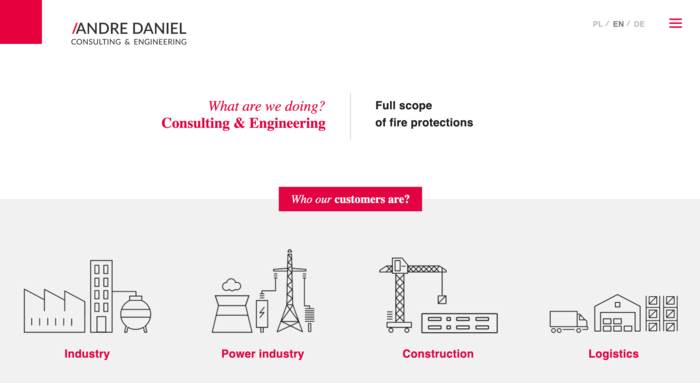 /ANDRE DANIEL
CONSULTING & ENGINEERING
PL / EN / DE
What are we doing?
Consulting & Engineering
Full scope
of fire protections
Who our customers are?
Industry
Power industry
Construction
Logistics